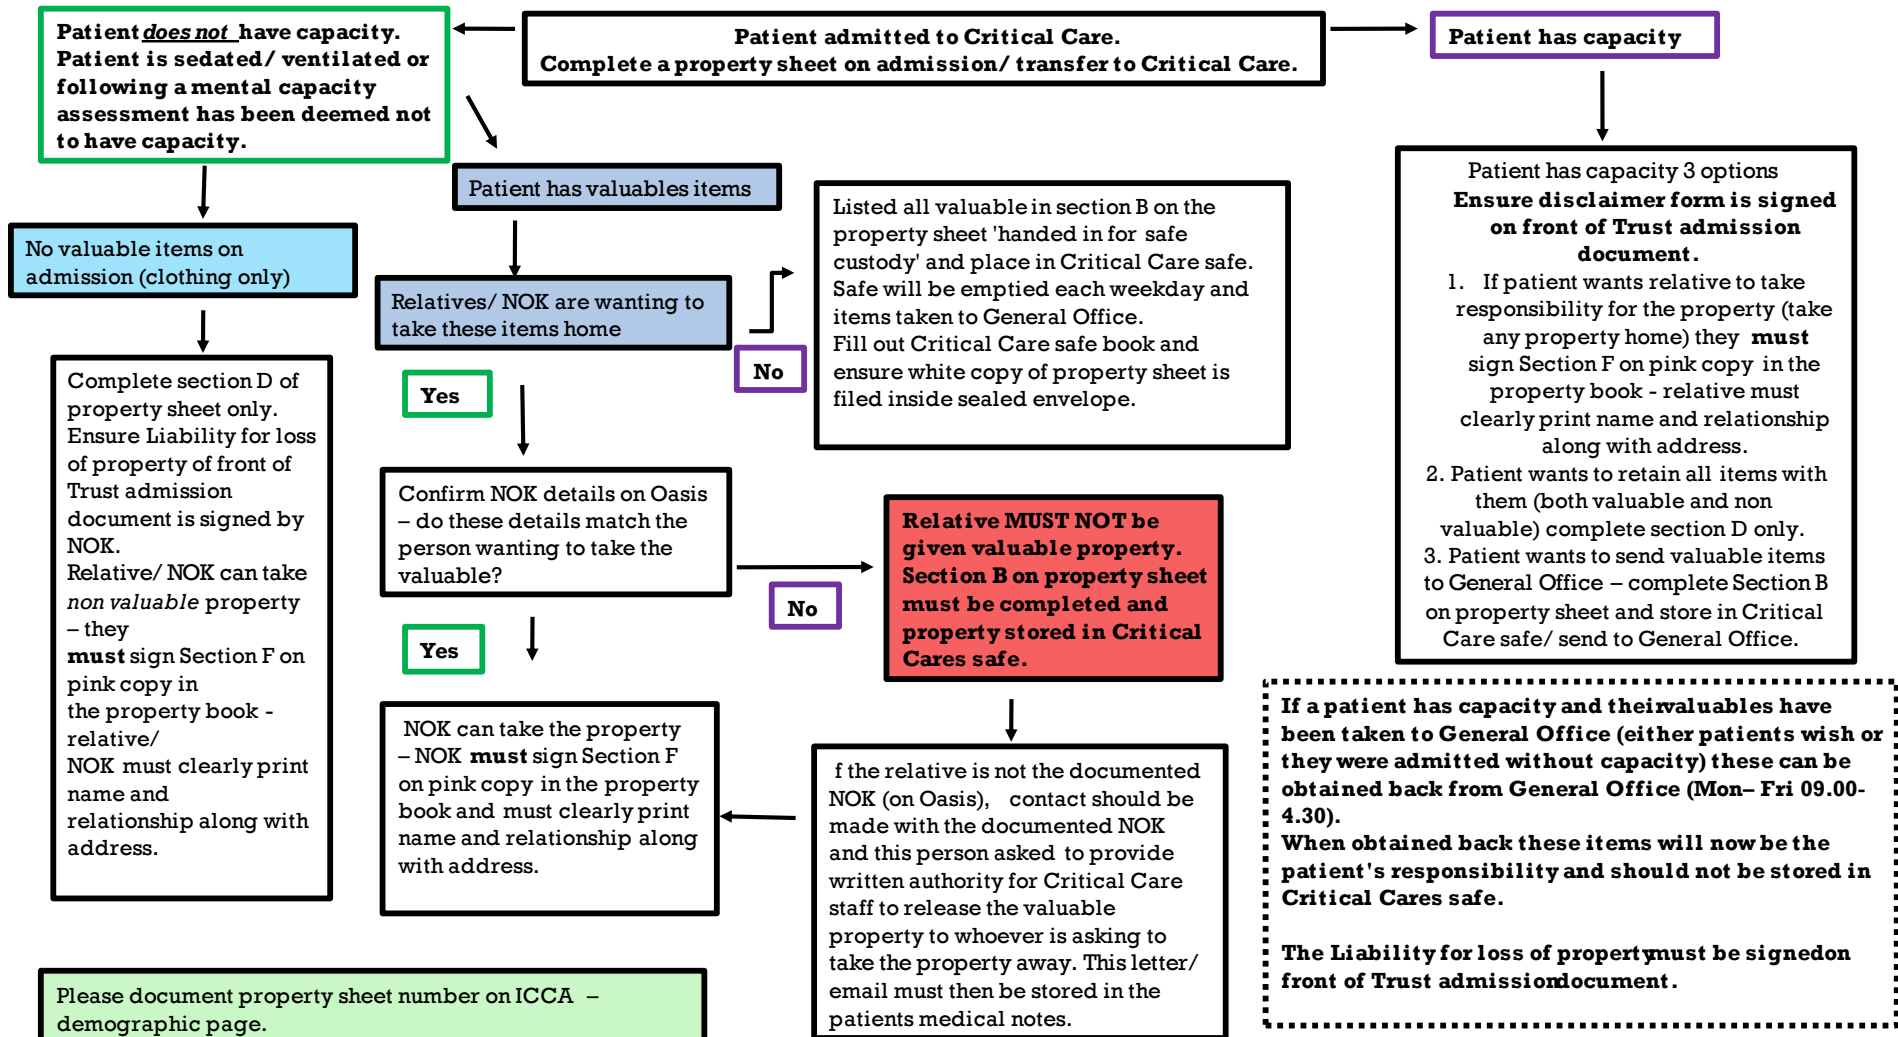 Patient does not have capacity.
Patient is sedated/ ventilated or
following a mental capacity
assessment has been deemed not
to have capacity.
Patient admitted to Critical Care.
Complete a property sheet on admission/ transfer to Critical Care.
Patient has capacity
Patient has valuables items
No valuable items on
admission (clothing only)
Relatives/ NOK are wanting to
take these items home
Listed all valuable in section B on the
property sheet 'handed in for safe
custody' and place in Critical Care safe.
Safe will be emptied each weekday and
items taken to General Office.
Fill out Critical Care safe book and
ensure white copy of property sheet is
filed inside sealed envelope.
Patient has capacity 3 options
Ensure disclaimer form is signed
on front of Trust admission
document.
1. If patient wants relative to take
responsibility for the property (take
any property home) they must
sign Section F on pink copy in the
property book - relative must
clearly print name and relationship
along with address.
2. Patient wants to retain all items with
them (both valuable and non
valuable) complete section D only.
3. Patient wants to send valuable items
to General Office – complete Section B
on property sheet and store in Critical
Care safe/ send to General Office.
Yes
No
Complete section D of
property sheet only.
Ensure Liability for loss
of property of front of
Trust admission
document is signed by
NOK.
Relative/ NOK can take
non valuable property
– they
must sign Section F on
pink copy in
the property book -
relative/
NOK must clearly print
name and
relationship along with
address.
Confirm NOK details on Oasis
– do these details match the
person wanting to take the
valuable?
No
Yes
Relative MUST NOT be
given valuable property.
Section B on property sheet
must be completed and
property stored in Critical
Cares safe.
NOK can take the property
– NOK must sign Section F
on pink copy in the property
book and must clearly print
name and relationship along
with address.
f the relative is not the documented
NOK (on Oasis), contact should be
made with the documented NOK
and this person asked to provide
written authority for Critical Care
staff to release the valuable
property to whoever is asking to
take the property away. This letter/
email must then be stored in the
patients medical notes.
If a patient has capacity and their valuables have
been taken to General Office (either patients wish or
they were admitted without capacity) these can be
obtained back from General Office (Mon– Fri 09.00-
4.30).
When obtained back these items will now be the
patient's responsibility and should not be stored in
Critical Cares safe.
The Liability for loss of property must be signed on
front of Trust admission document.
Please document property sheet number on ICCA –
demographic page.